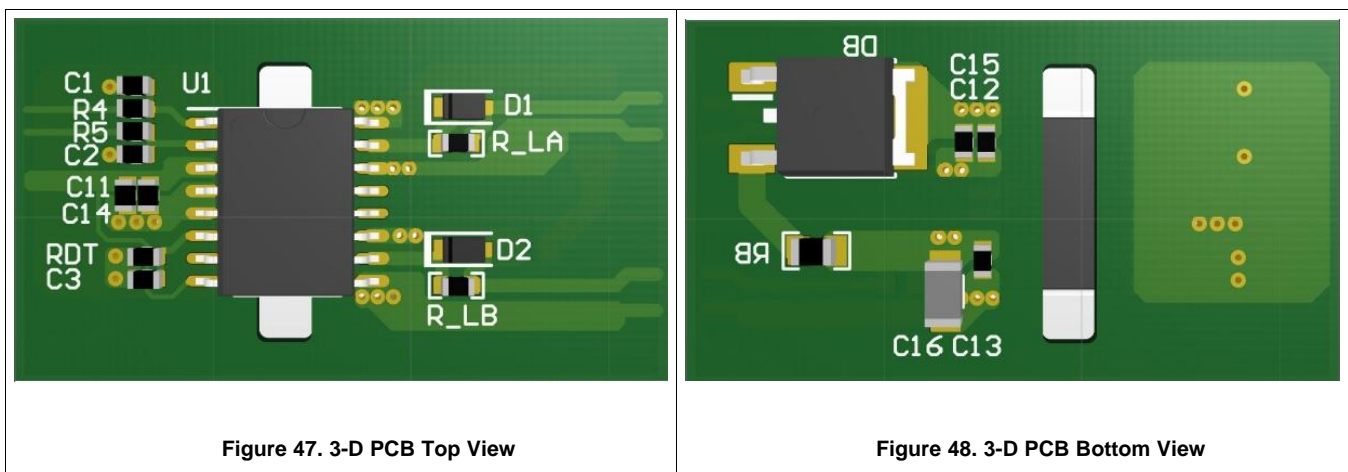 C1
U1
R4
R5
C2
C11
C14
RDT
C3
D1
R_LA
D2
R_LB
Figure 47. 3-D PCB Top View
DB
C15
C12
RB
C16 C13
Figure 48. 3-D PCB Bottom View